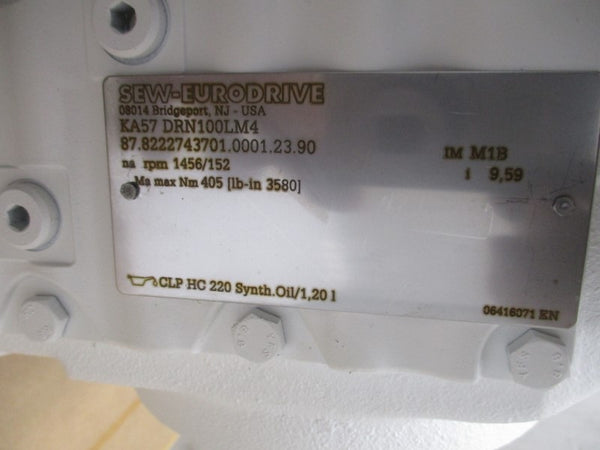 SEW-EURODRIVE
08014 Bridgeport, NJ - USA
KA57 DRN100LM4
87.8222743701.0001.23.90
IM M1B
na rpm 1456/152
i 9,59
Ma max Nm 405 [lb-in 3580]
CLP HC 220 Synth.Oil/1,20 l
06416071 EN